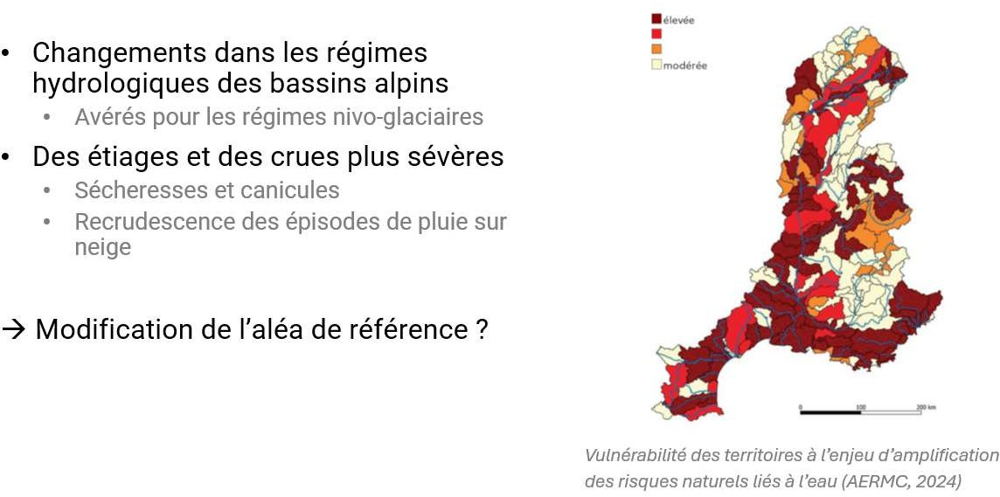 • Changements dans les régimes
hydrologiques des bassins alpins
• Avérés pour les régimes nivo-glaciaires
• Des étiages et des crues plus sévères
• Sécheresses et canicules
• Recrudescence des épisodes de pluie sur
neige
→ Modification de l’aléa de référence ?
élevée
modérée
0 100 200 km
Vulnérabilité des territoires à l’enjeu d’amplification
des risques naturels liés à l’eau (AERMC, 2024)